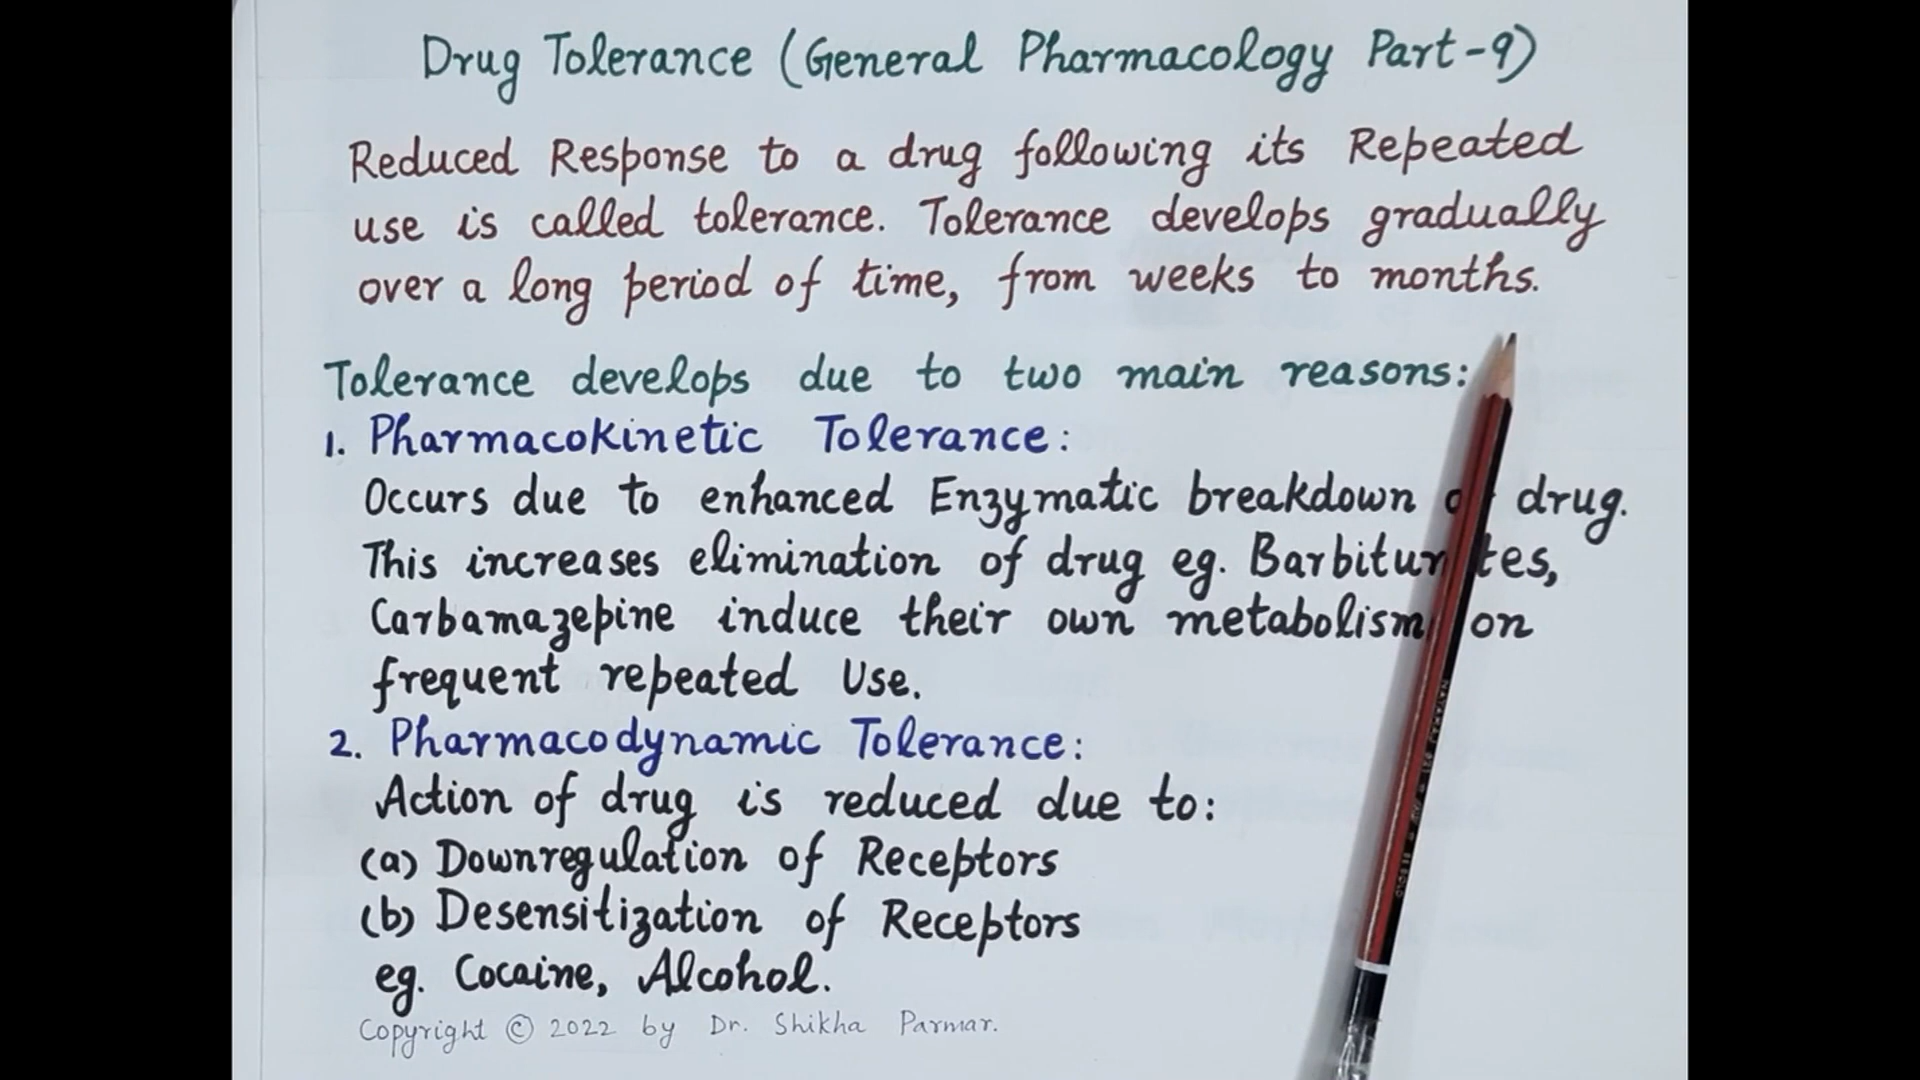 Drug Tolerance (General Pharmacology Part-9)
Reduced Response to a drug following its Repeated
use is called tolerance. Tolerance develops gradually
over a long period of time, from weeks to months.
Tolerance develops due to two main reasons:
1. Pharmacokinetic Tolerance:
Occurs due to enhanced Enzymatic breakdown of drug.
This increases elimination of drug eg. Barbiturates,
Carbamazepine induce their own metabolism on
frequent repeated Use.
2. Pharmacodynamic Tolerance:
Action of drug is reduced due to:
(a) Downregulation of Receptors
(b) Desensitization of Receptors
eg. Cocaine, Alcohol.
Copyright © 2022 by Dr. Shikha Parmar.